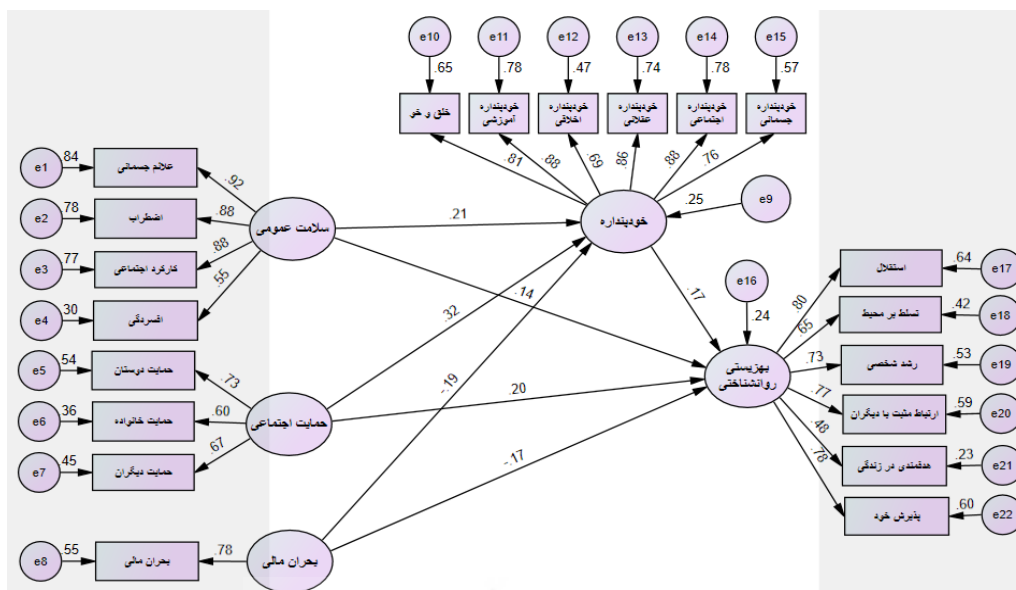 e10
e11
e12
e13
e14
e15
.65
.78
.47
.74
.78
.57
خلق و خو
خودپنداره
آموزشی
خودپنداره
اخلاقی
خودپنداره
عقلانی
خودپنداره
اجتماعی
خودپنداره
جسمانی
.81
.88
.69
.86
.88
.76
e1
84
علائم جسمانی
.92
e2
.78
اضطراب
.88
e3
77
کارکرد اجتماعی
.88
e4
30
افسردگی
.55
سلامت عمومی
.21
خودپنداره
.25
e9
.14
.32
-.19
.17
e16
.24
e5
54
حمایت دوستان
.73
e6
36
حمایت خانواده
.60
e7
45
حمایت دیگران
.67
حمایت اجتماعی
.20
بهزیستی
روانشناختی
-.17
e8
.55
بحران مالی
.78
بحران مالی
.80
استقلال
.64
e17
.65
تسلط بر محیط
.42
e18
.73
رشد شخصی
.53
e19
.77
ارتباط مثبت با دیگران
.59
e20
.48
هدفمندی در زندگی
.23
e21
.78
پذیرش خود
.60
e22